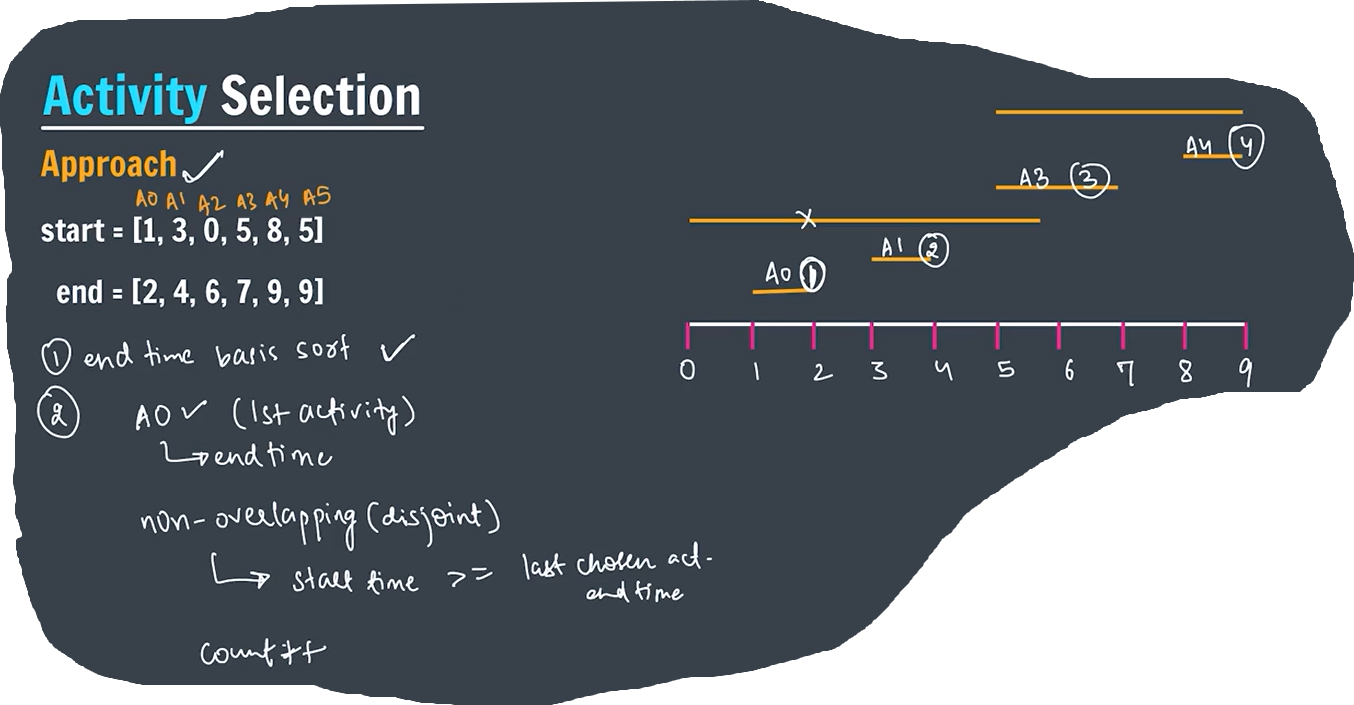 Activity Selection
Approach
A0 A1 A2 A3 A4 A5
start = [1, 3, 0, 5, 8, 5]
end = [2, 4, 6, 7, 9, 9]
① end time basis sort ✓
② A0 ✓ (1st activity)
↳ end time
non-overlapping (disjoint)
↳ start time >= last chosen act.
end time
count++
A4 ④
A3 ③
x
A1 ②
A0 ①
0 1 2 3 4 5 6 7 8 9